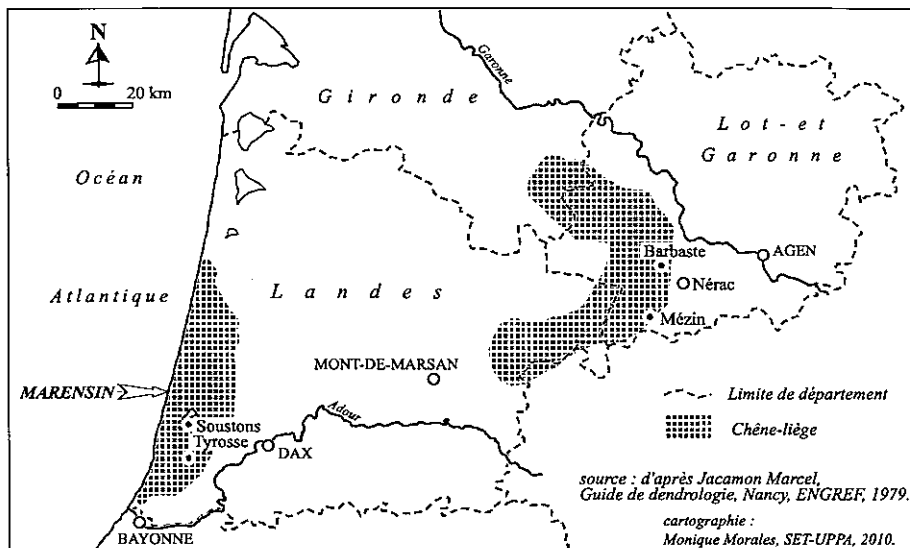 N
0 20 km
Garonne
Gironde
Lot-et
Garonne
Océan
Atlantique
Landes
Barbaste
AGEN
Nérac
Mézin
MONT-DE-MARSAN
MARENSIN
Adour
Soustons
Tyrosse
DAX
BAYONNE
Limite de département
Chêne-liège
source : d'après Jacamon Marcel,
Guide de dendrologie, Nancy, ENGREF, 1979.
cartographie :
Monique Morales, SET-UPPA, 2010.